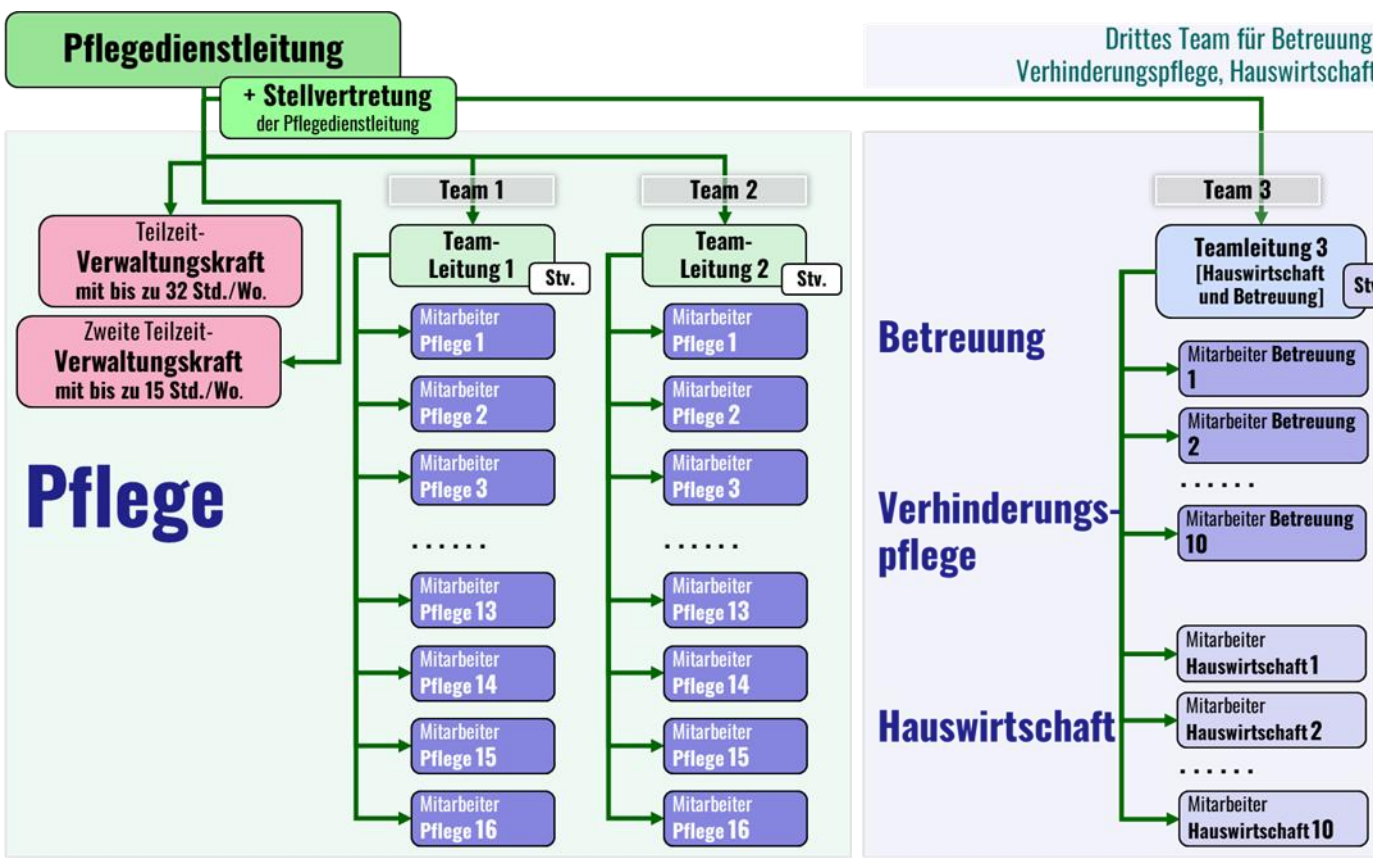 Pflegedienstleitung
+ Stellvertretung
der Pflegedienstleitung
Drittes Team für Betreuung
Verhinderungspflege, Hauswirtschaft
Teilzeit-
Verwaltungskraft
mit bis zu 32 Std./Wo.
Zweite Teilzeit-
Verwaltungskraft
mit bis zu 15 Std./Wo.
Pflege
Team 1
Team-
Leitung 1
Stv.
Mitarbeiter
Pflege 1
Mitarbeiter
Pflege 2
Mitarbeiter
Pflege 3
......
Mitarbeiter
Pflege 13
Mitarbeiter
Pflege 14
Mitarbeiter
Pflege 15
Mitarbeiter
Pflege 16
Team 2
Team-
Leitung 2
Stv.
Mitarbeiter
Pflege 1
Mitarbeiter
Pflege 2
Mitarbeiter
Pflege 3
......
Mitarbeiter
Pflege 13
Mitarbeiter
Pflege 14
Mitarbeiter
Pflege 15
Mitarbeiter
Pflege 16
Betreuung
Verhinderungs-
pflege
Hauswirtschaft
Team 3
Teamleitung 3
[Hauswirtschaft
und Betreuung]
Stv
Mitarbeiter Betreuung
1
Mitarbeiter Betreuung
2
......
Mitarbeiter Betreuung
10
Mitarbeiter
Hauswirtschaft 1
Mitarbeiter
Hauswirtschaft 2
......
Mitarbeiter
Hauswirtschaft 10